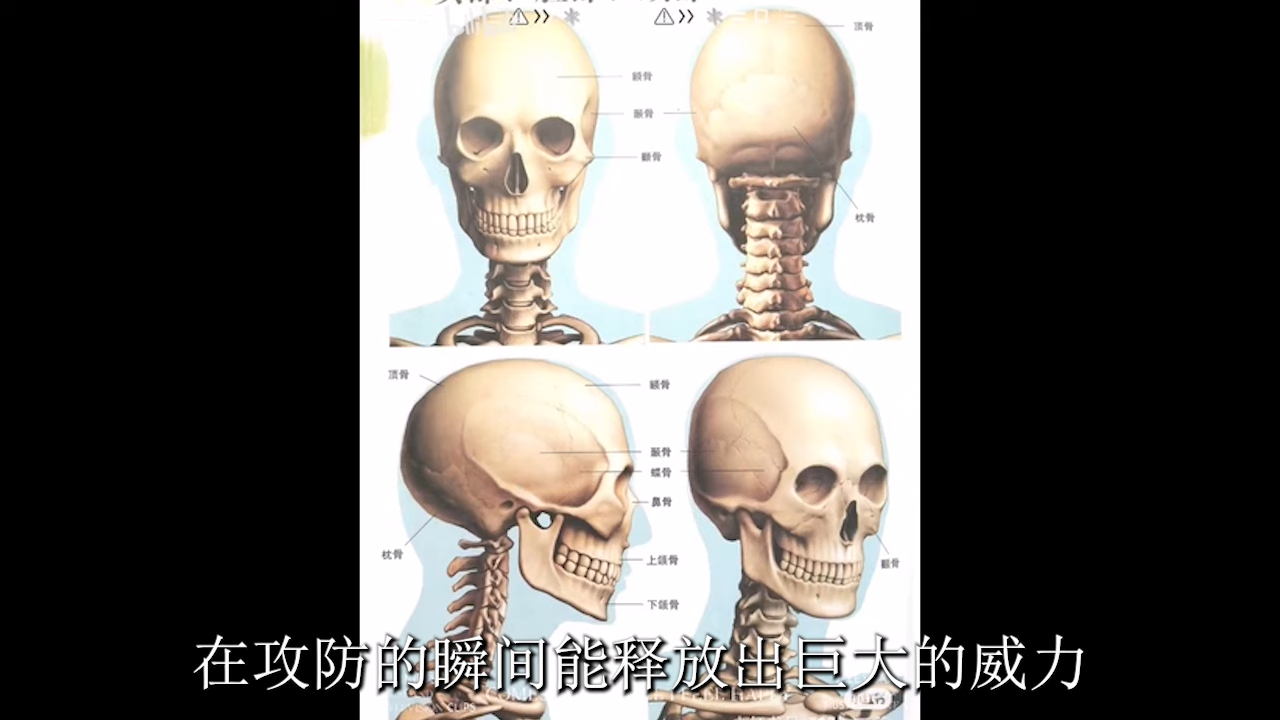 顶骨
额骨
颞骨
颧骨
枕骨
顶骨
额骨
颞骨
蝶骨
鼻骨
枕骨
上颌骨
颧骨
下颌骨
在攻防的瞬间能释放出巨大的威力